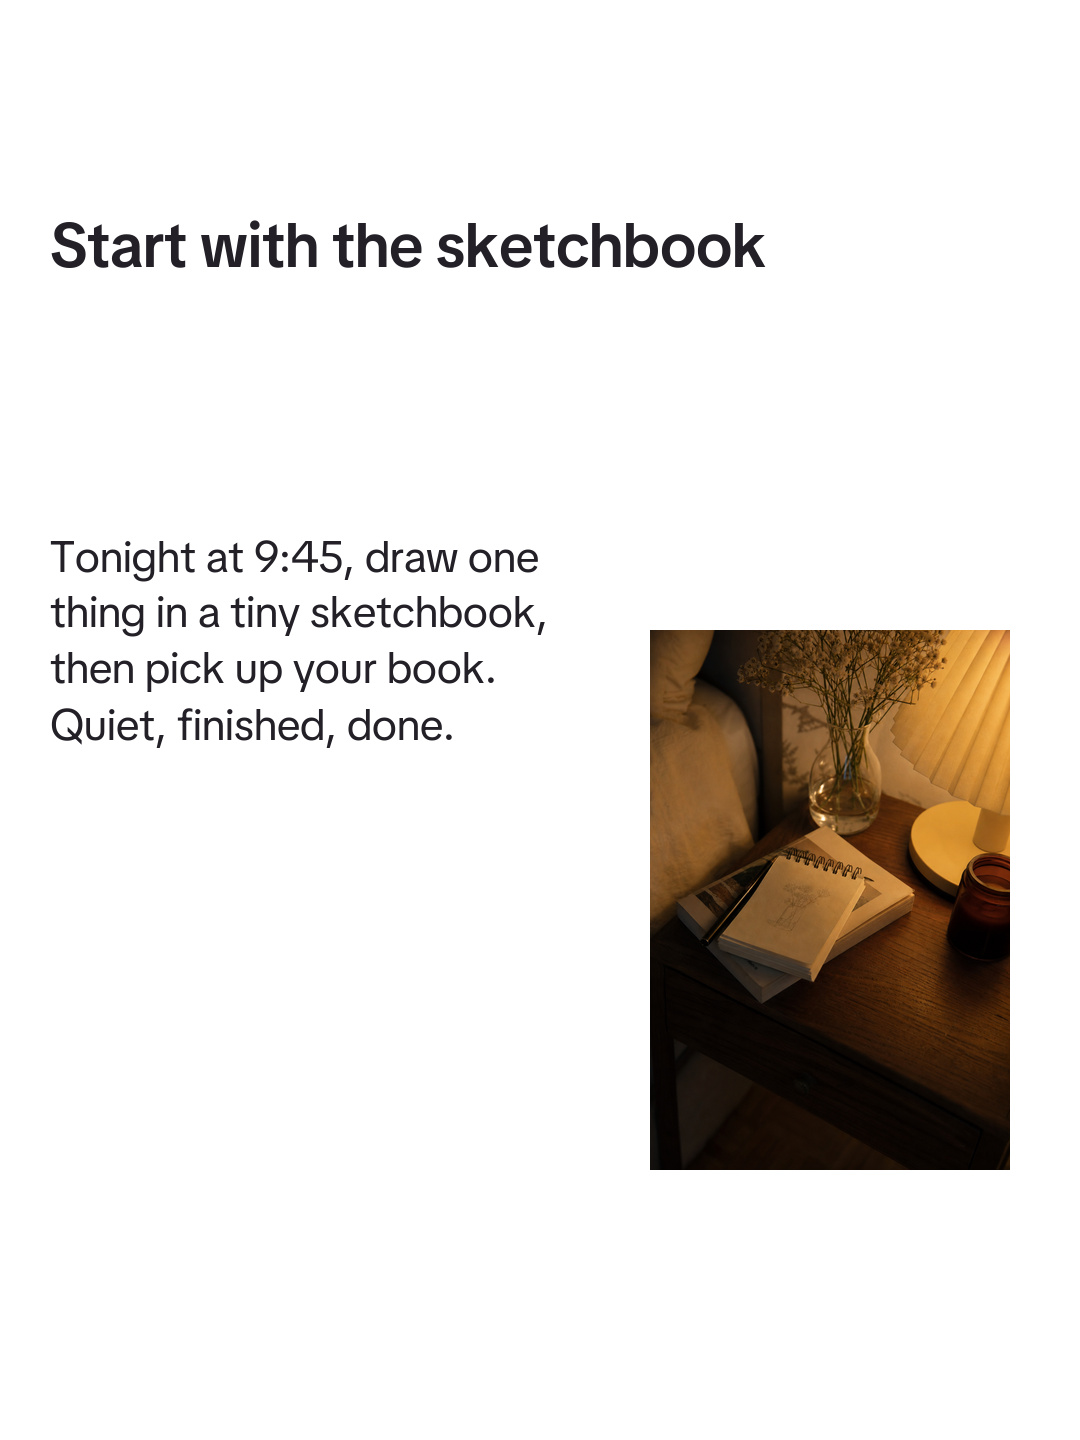 Start with the sketchbook
Tonight at 9:45, draw one
thing in a tiny sketchbook,
then pick up your book.
Quiet, finished, done.